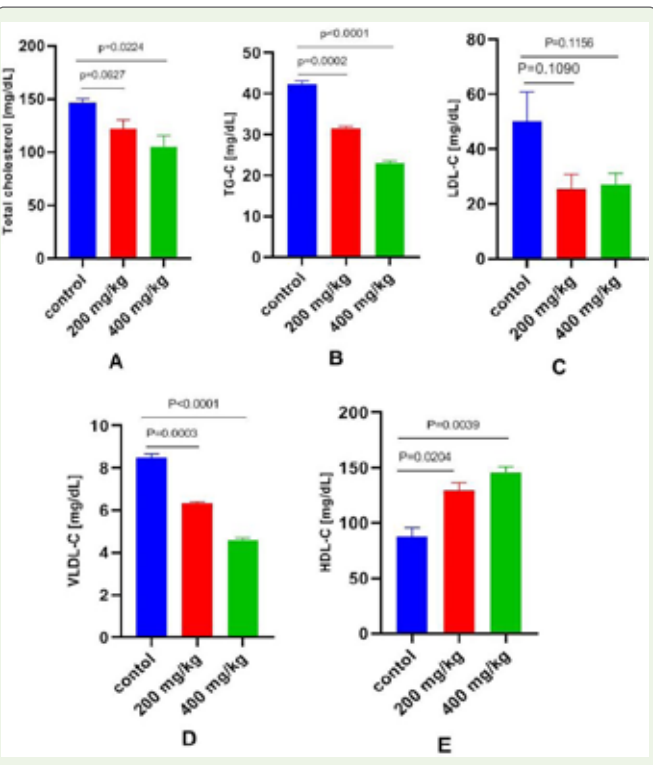 200
150
100
50
0
Total cholesterol [mg/dL]
p=0.0224
p=0.0627
control
200 mg/kg
400 mg/kg
A
50
40
30
20
10
0
TG-C [mg/dL]
p<0.0001
p=0.0002
control
200 mg/kg
400 mg/kg
B
80
60
40
20
0
LDL-C [mg/dL]
P=0.1156
P=0.1090
contol
200 mg/kg
400 mg/kg
C
10
8
6
4
2
0
VLDL-C [mg/dL]
P<0.0001
P=0.0003
contol
200 mg/kg
400 mg/kg
D
200
150
100
50
0
HDL-C [mg/dL]
P=0.0039
P=0.0204
contol
200 mg/kg
400 mg/kg
E